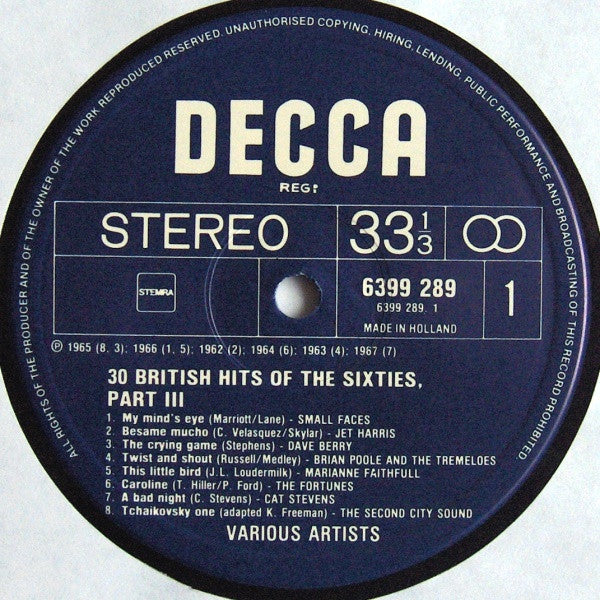 ALL RIGHTS OF THE PRODUCER AND OF THE OWNER OF THE WORK REPRODUCED RESERVED. UNAUTHORISED COPYING, HIRING, LENDING, PUBLIC PERFORMANCE AND BROADCASTING OF THIS RECORD PROHIBITED
DECCA
REG!
STEREO
33 1/3
STEMRA
6399 289
6399 289. 1
MADE IN HOLLAND
1
℗ 1965 (8, 3): 1966 (1, 5): 1962 (2): 1964 (6): 1963 (4): 1967 (7)
30 BRITISH HITS OF THE SIXTIES,
PART III
1. My mind's eye (Marriott/Lane) - SMALL FACES
2. Besame mucho (C. Velasquez/Skylar) - JET HARRIS
3. The crying game (Stephens) - DAVE BERRY
4. Twist and shout (Russell/Medley) - BRIAN POOLE AND THE TREMELOES
5. This little bird (J.L. Loudermilk) - MARIANNE FAITHFULL
6. Caroline (T. Hiller/P. Ford) - THE FORTUNES
7. A bad night (C. Stevens) - CAT STEVENS
8. Tchaikovsky one (adapted K. Freeman) - THE SECOND CITY SOUND
VARIOUS ARTISTS